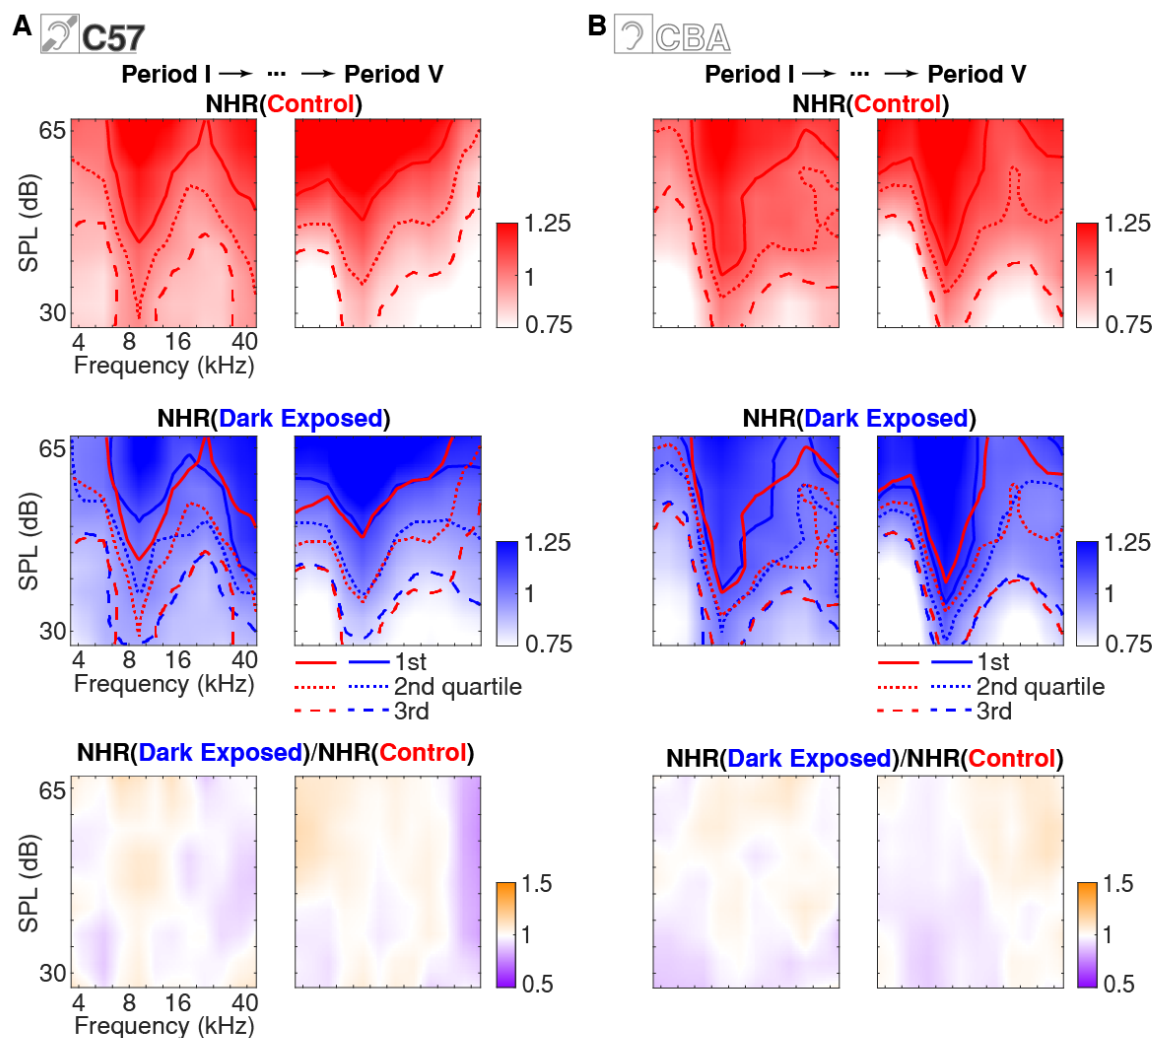 A C57
B CBA
Period I → ... → Period V
Period I → ... → Period V
NHR(Control)
NHR(Control)
65
SPL (dB)
30
4 8 16 40
Frequency (kHz)
1.25
1
0.75
1.25
1
0.75
NHR(Dark Exposed)
NHR(Dark Exposed)
65
SPL (dB)
30
4 8 16 40
Frequency (kHz)
1.25
1
0.75
1.25
1
0.75
1st
2nd quartile
3rd
1st
2nd quartile
3rd
NHR(Dark Exposed)/NHR(Control)
NHR(Dark Exposed)/NHR(Control)
65
SPL (dB)
30
4 8 16 40
Frequency (kHz)
1.5
1
0.5
1.5
1
0.5